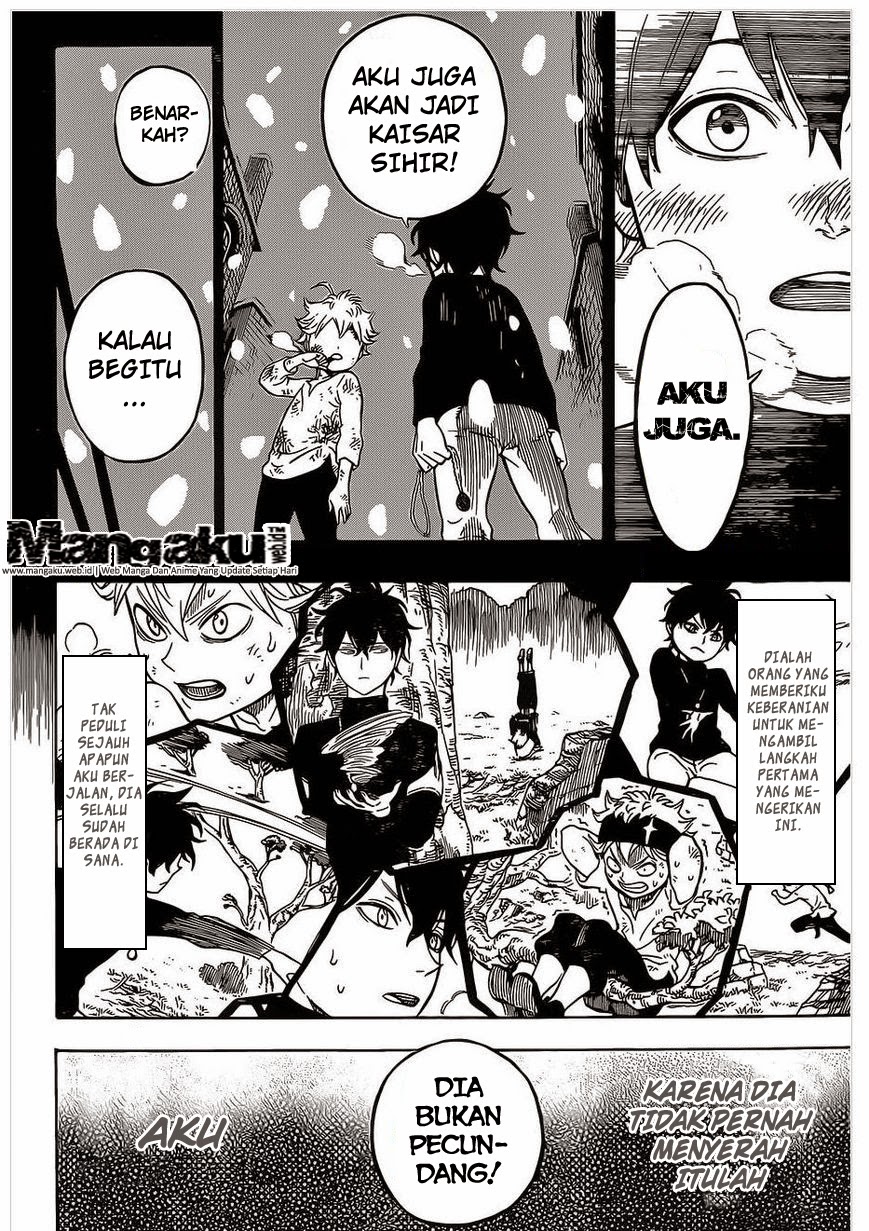 AKU
JUGA.
AKU JUGA
AKAN JADI
KAISAR
SIHIR!
BENAR-
KAH?
KALAU
BEGITU
...
Mangaku
www.mangaku.web.id | Web Manga Dan Anime Yang Update Setiap Hari
DIALAH
ORANG YANG
MEMBERIKU
KEBERANIAN
UNTUK ME-
NGAMBIL
LANGKAH
PERTAMA
YANG ME-
NGERIKAN
INI.
TAK
PEDULI
SEJAUH
APAPUN
AKU BER-
JALAN, DIA
SELALU
SUDAH
BERADA DI
SANA.
KARENA DIA
TIDAK PERNAH
MENYERAH
ITULAH
DIA
BUKAN
PECUN-
DANG!
AKU